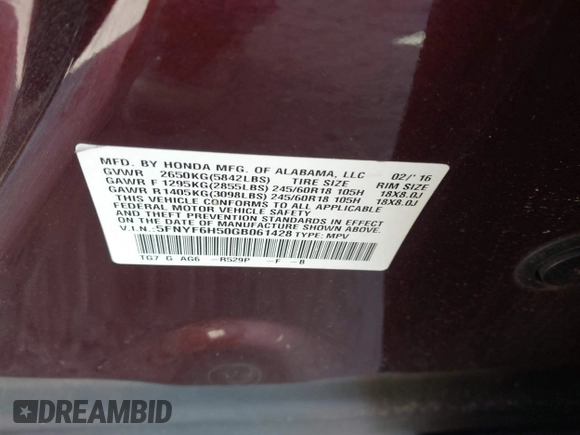 MFD. BY HONDA MFG. OF ALABAMA, LLC 02/'16
GVWR 2650KG(5842LBS) TIRE SIZE RIM SIZE
GAWR F 1295KG(2855LBS) 245/60R18 105H 18X8.0J
GAWR R1405KG(3098LBS) 245/60R18 105H 18X8.0J
THIS VEHICLE CONFORMS TO ALL APPLICABLE
FEDERAL MOTOR VEHICLE SAFETY AND
THEFT PREVENTION STANDARDS IN EFFECT
ON THE DATE OF MANUFACTURE SHOWN ABOVE.
V.I.N.:5FNYF6H50GB061428 TYPE: MPV
TG7 G AG6 -R529P -F -B
DREAMBID